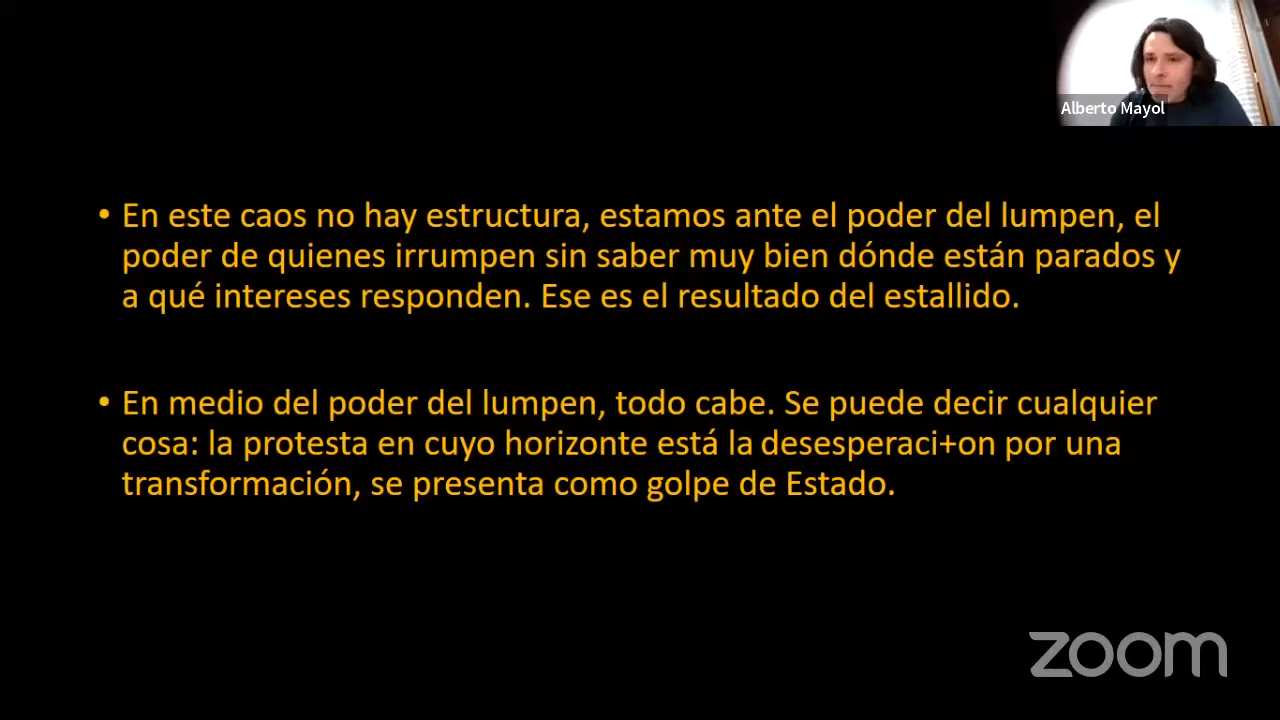 Alberto Mayol
• En este caos no hay estructura, estamos ante el poder del lumpen, el
poder de quienes irrumpen sin saber muy bien dónde están parados y
a qué intereses responden. Ese es el resultado del estallido.
• En medio del poder del lumpen, todo cabe. Se puede decir cualquier
cosa: la protesta en cuyo horizonte está la desesperaci+on por una
transformación, se presenta como golpe de Estado.
zoom